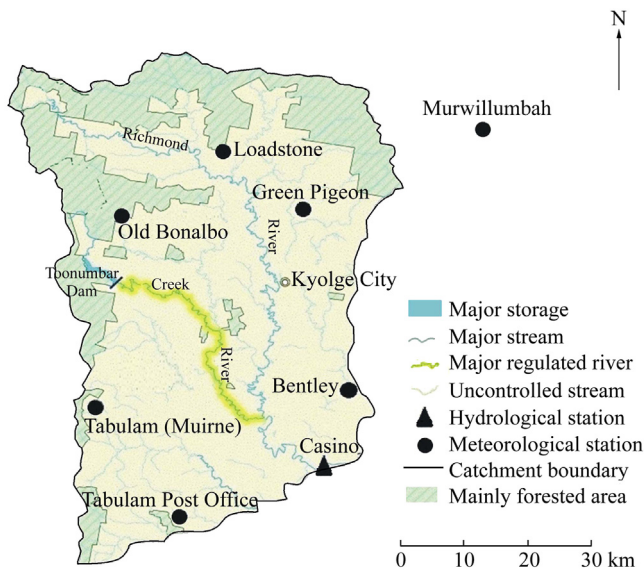 N
Murwillumbah
Richmond
Loadstone
Green Pigeon
River
Old Bonalbo
Toonumbar
Dam
Creek
Kyolge City
River
Bentley
Tabulam (Muirne)
Casino
Tabulam Post Office
Major storage
Major stream
Major regulated river
Uncontrolled stream
Hydrological station
Meteorological station
Catchment boundary
Mainly forested area
0 10 20 30 km